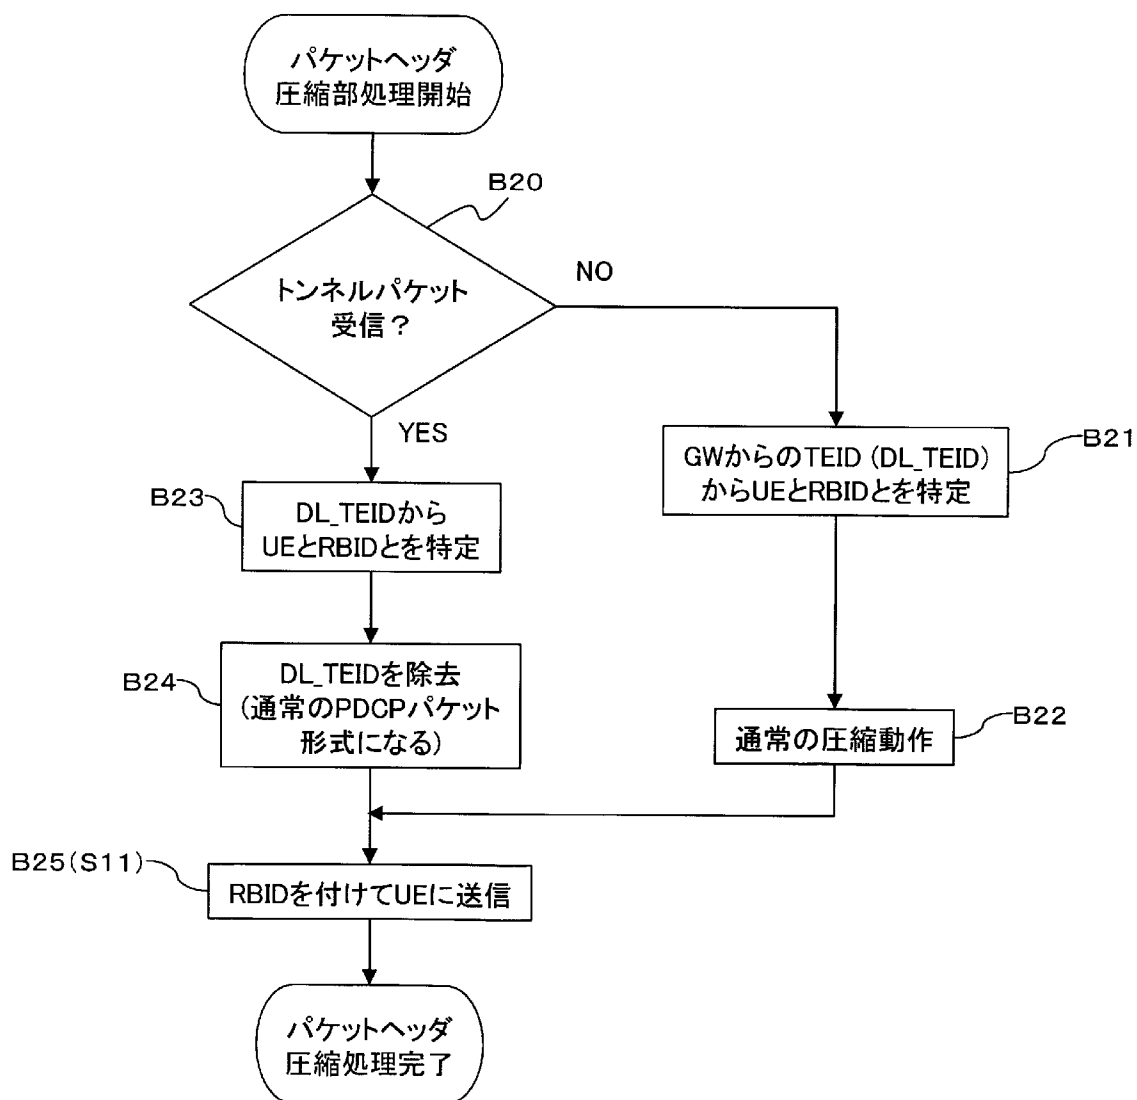 パケットヘッダ
圧縮部処理開始
B20
トンネルパケット
受信？
NO
YES
GWからのTEID (DL_TEID)
からUEとRBIDとを特定
B21
B23
DL_TEIDから
UEとRBIDとを特定
B24
DL_TEIDを除去
(通常のPDCPパケット
形式になる)
通常の圧縮動作
B22
B25(S11)
RBIDを付けてUEに送信
パケットヘッダ
圧縮処理完了